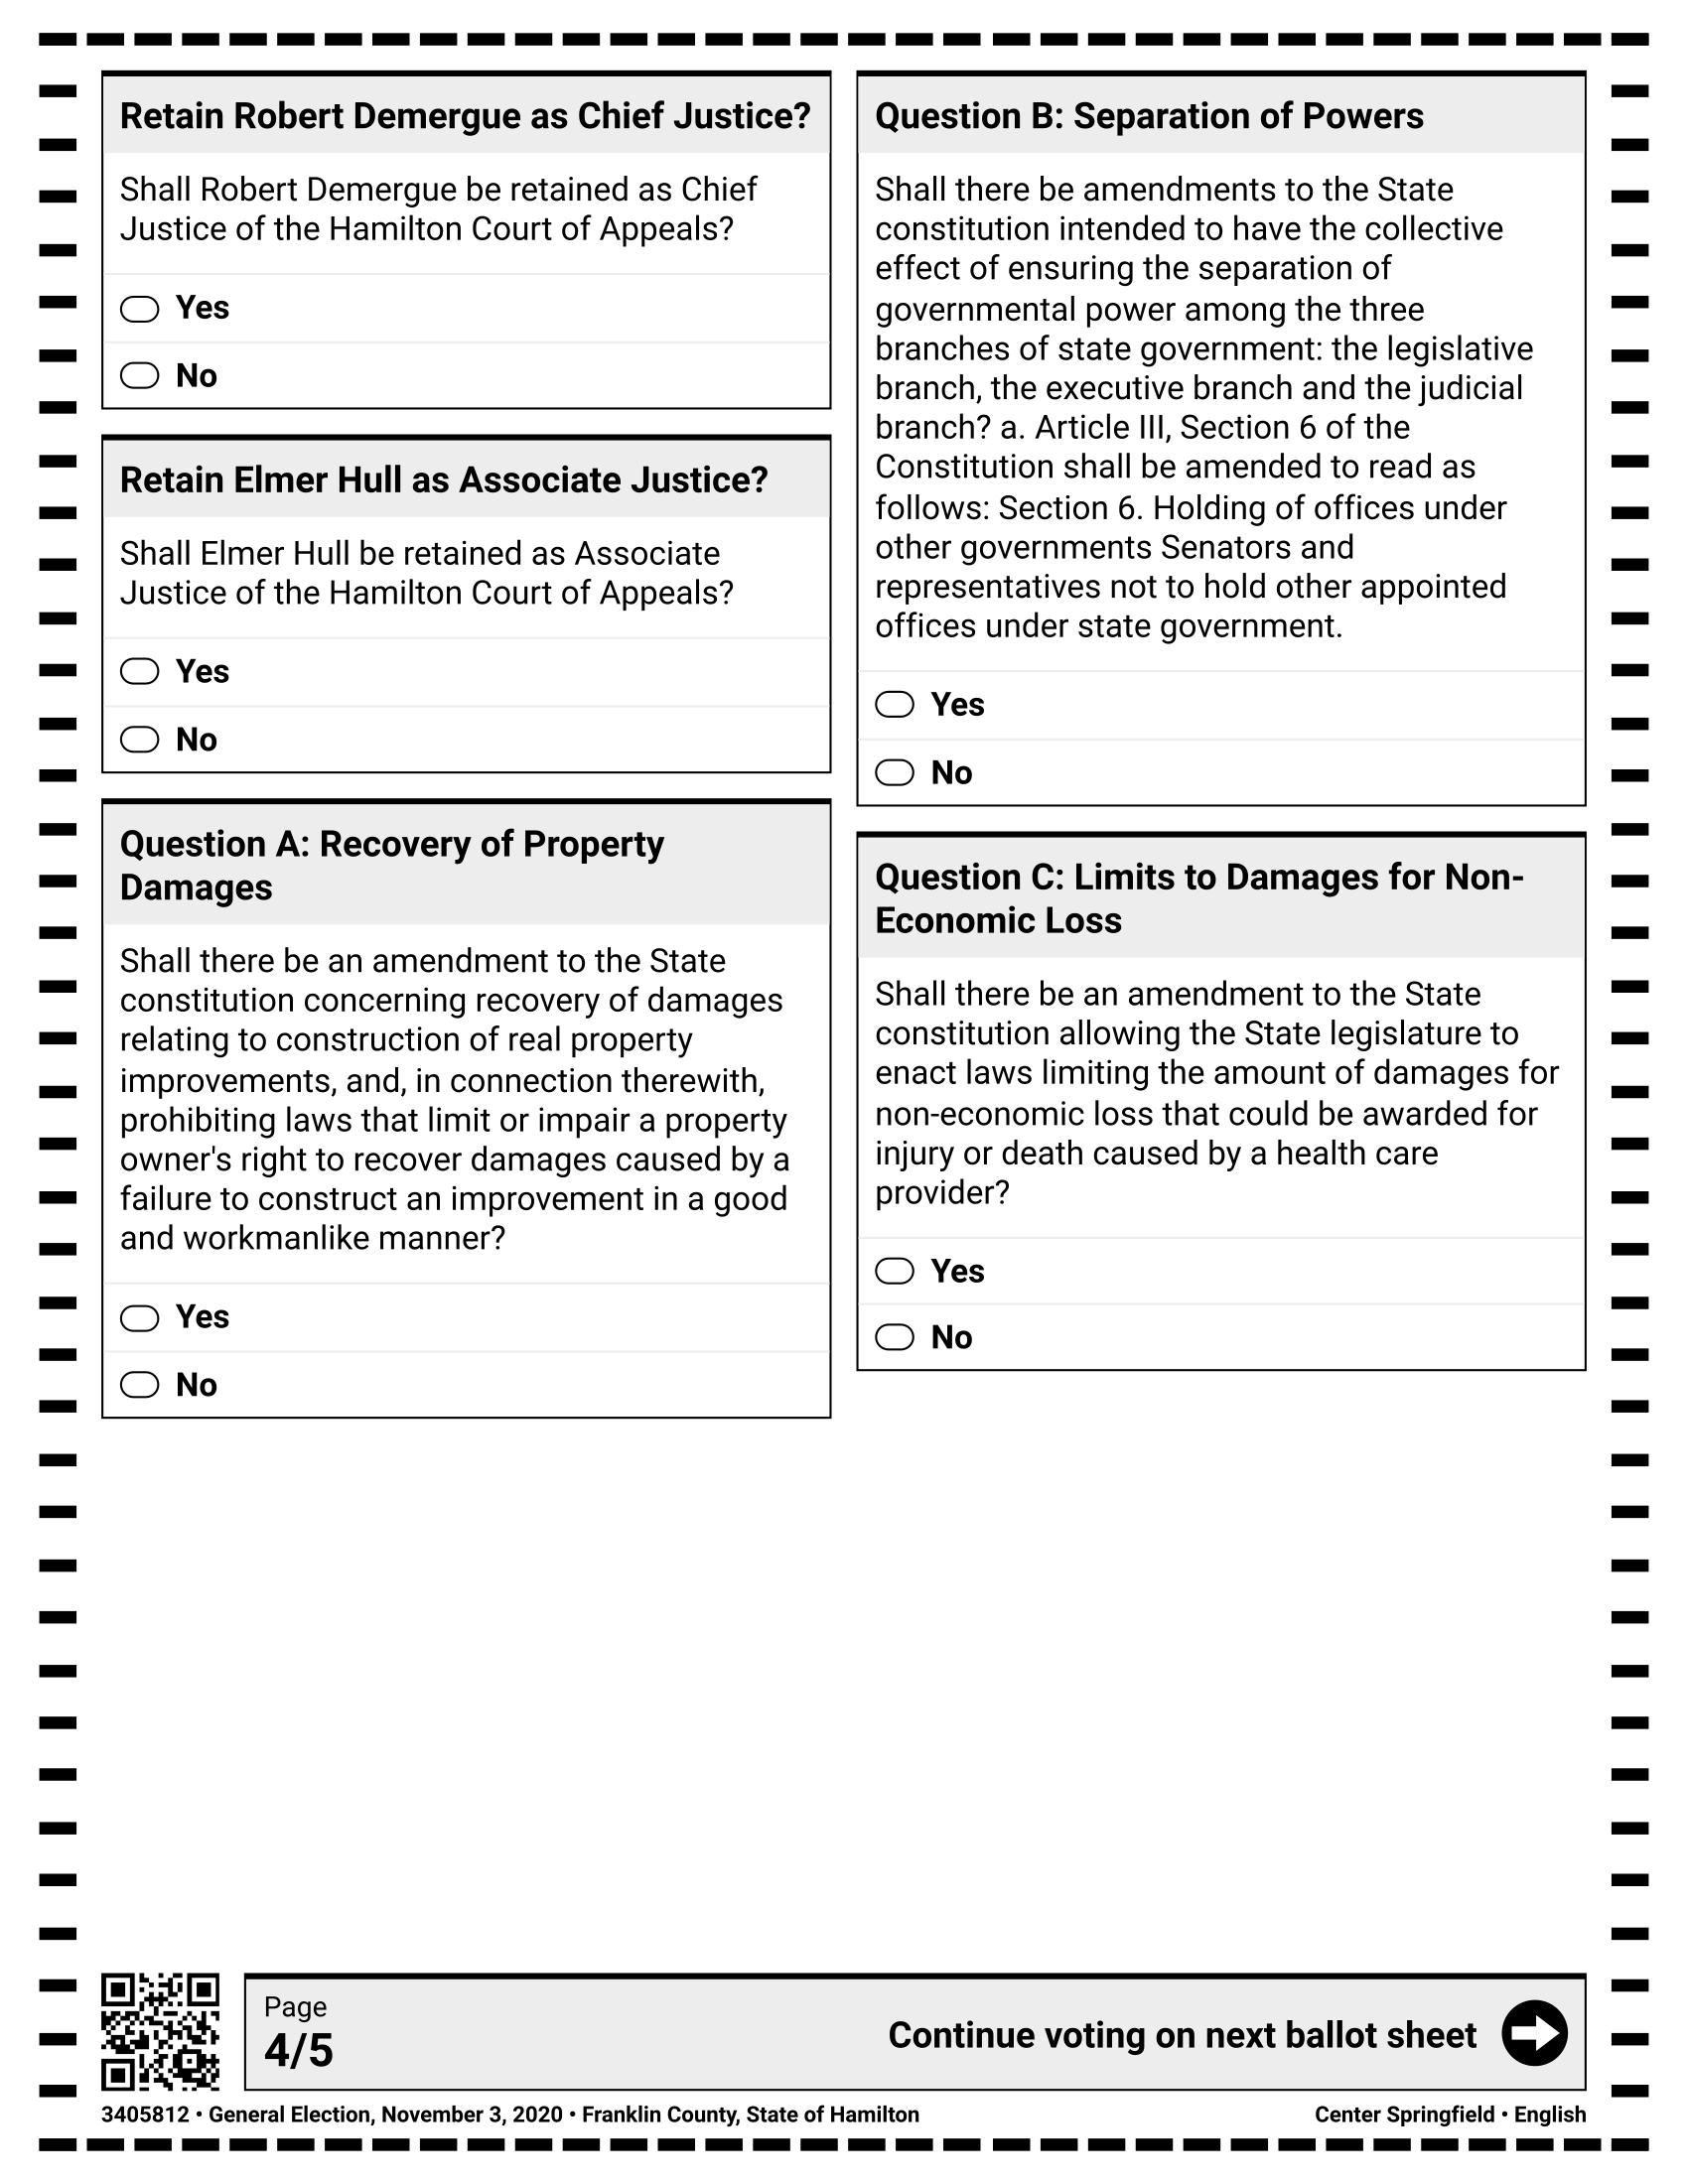 Retain Robert Demergue as Chief Justice?
Shall Robert Demergue be retained as Chief
Justice of the Hamilton Court of Appeals?
Yes
No
Retain Elmer Hull as Associate Justice?
Shall Elmer Hull be retained as Associate
Justice of the Hamilton Court of Appeals?
Yes
No
Question A: Recovery of Property
Damages
Shall there be an amendment to the State
constitution concerning recovery of damages
relating to construction of real property
improvements, and, in connection therewith,
prohibiting laws that limit or impair a property
owner's right to recover damages caused by a
failure to construct an improvement in a good
and workmanlike manner?
Yes
No
Question B: Separation of Powers
Shall there be amendments to the State
constitution intended to have the collective
effect of ensuring the separation of
governmental power among the three
branches of state government: the legislative
branch, the executive branch and the judicial
branch? a. Article III, Section 6 of the
Constitution shall be amended to read as
follows: Section 6. Holding of offices under
other governments Senators and
representatives not to hold other appointed
offices under state government.
Yes
No
Question C: Limits to Damages for Non-
Economic Loss
Shall there be an amendment to the State
constitution allowing the State legislature to
enact laws limiting the amount of damages for
non-economic loss that could be awarded for
injury or death caused by a health care
provider?
Yes
No
Page
4/5
Continue voting on next ballot sheet
3405812 • General Election, November 3, 2020 • Franklin County, State of Hamilton
Center Springfield • English